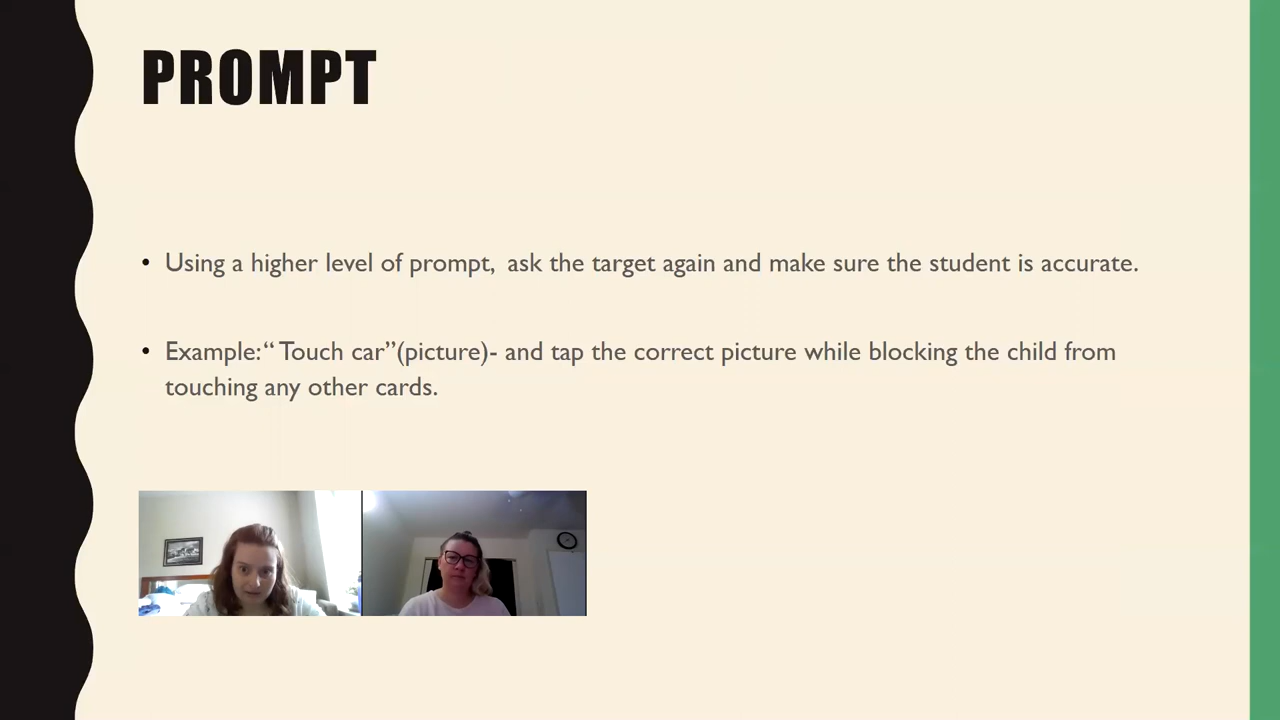 PROMPT
• Using a higher level of prompt,  ask the target again and make sure the student is accurate.
• Example:“ Touch car”(picture)- and tap the correct picture while blocking the child from
touching any other cards.